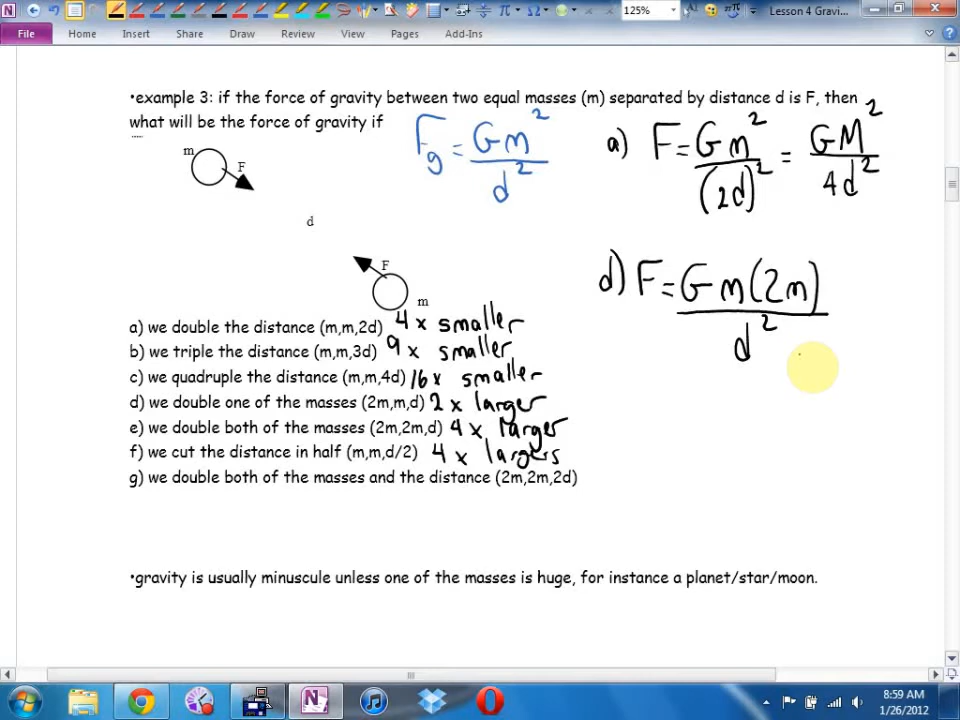 125%
Lesson 4 Gravi...
File Home Insert Share Draw Review View Pages Add-Ins
•example 3: if the force of gravity between two equal masses (m) separated by distance d is F, then
what will be the force of gravity if
Fg = Gm² / d²
a) F = Gm² / (2d)² = GM² / 4d²
m
F
d
F
m
d) F = Gm(2m) / d²
a) we double the distance (m,m,2d) 4 x smaller
b) we triple the distance (m,m,3d) 9 x smaller
c) we quadruple the distance (m,m,4d) 16x smaller
d) we double one of the masses (2m,m,d) 2 x larger
e) we double both of the masses (2m,2m,d) 4 x larger
f) we cut the distance in half (m,m,d/2) 4 x largers
g) we double both of the masses and the distance (2m,2m,2d)
•gravity is usually minuscule unless one of the masses is huge, for instance a planet/star/moon.
8:59 AM
1/26/2012